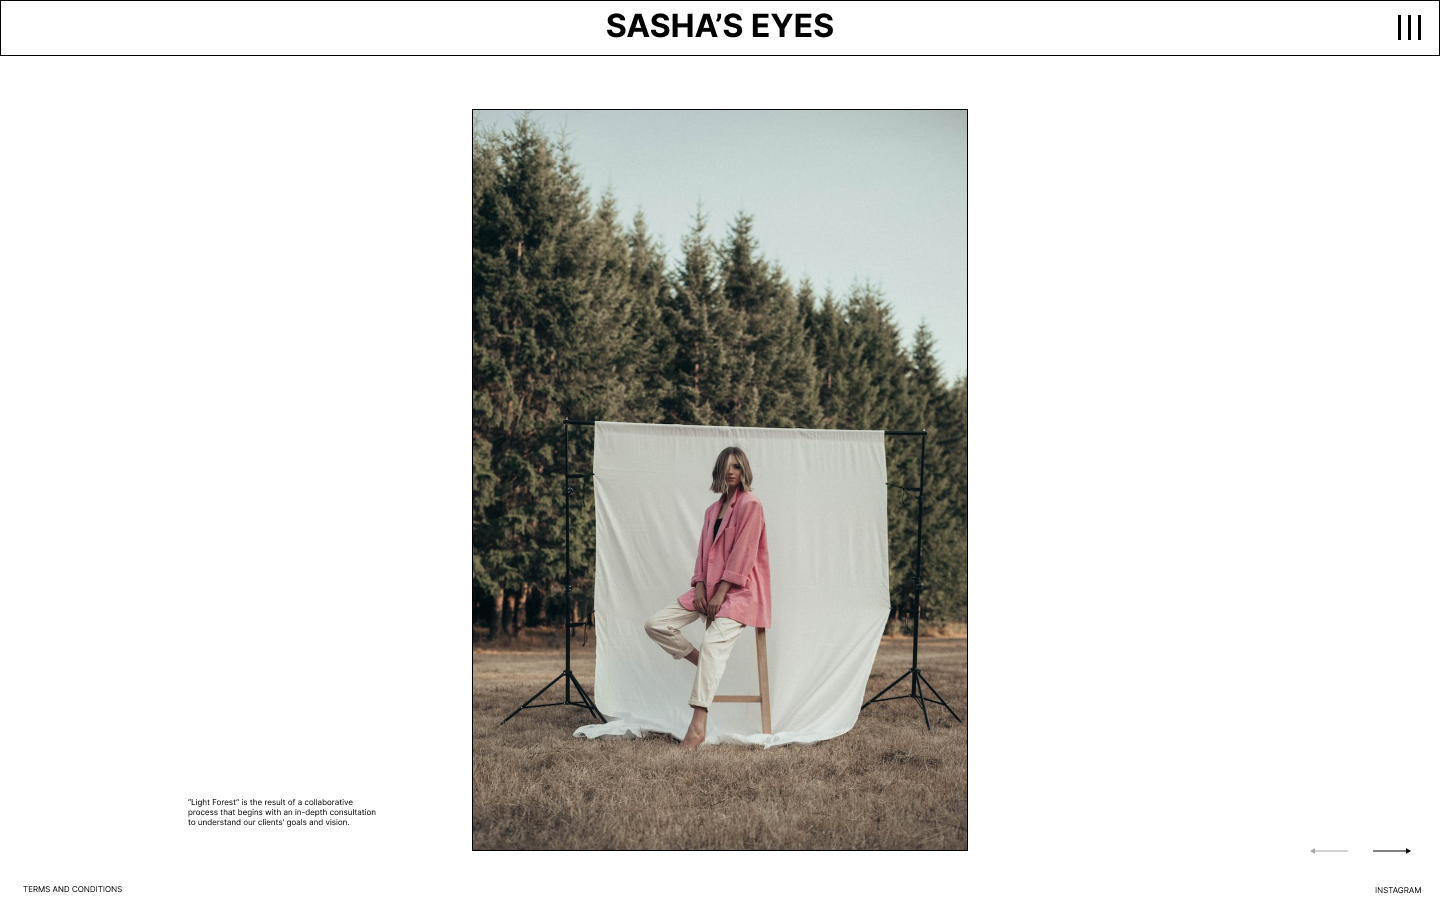 SASHA’S EYES
“Light Forest” is the result of a collaborative
process that begins with an in-depth consultation
to understand our clients’ goals and vision.
TERMS AND CONDITIONS
INSTAGRAM